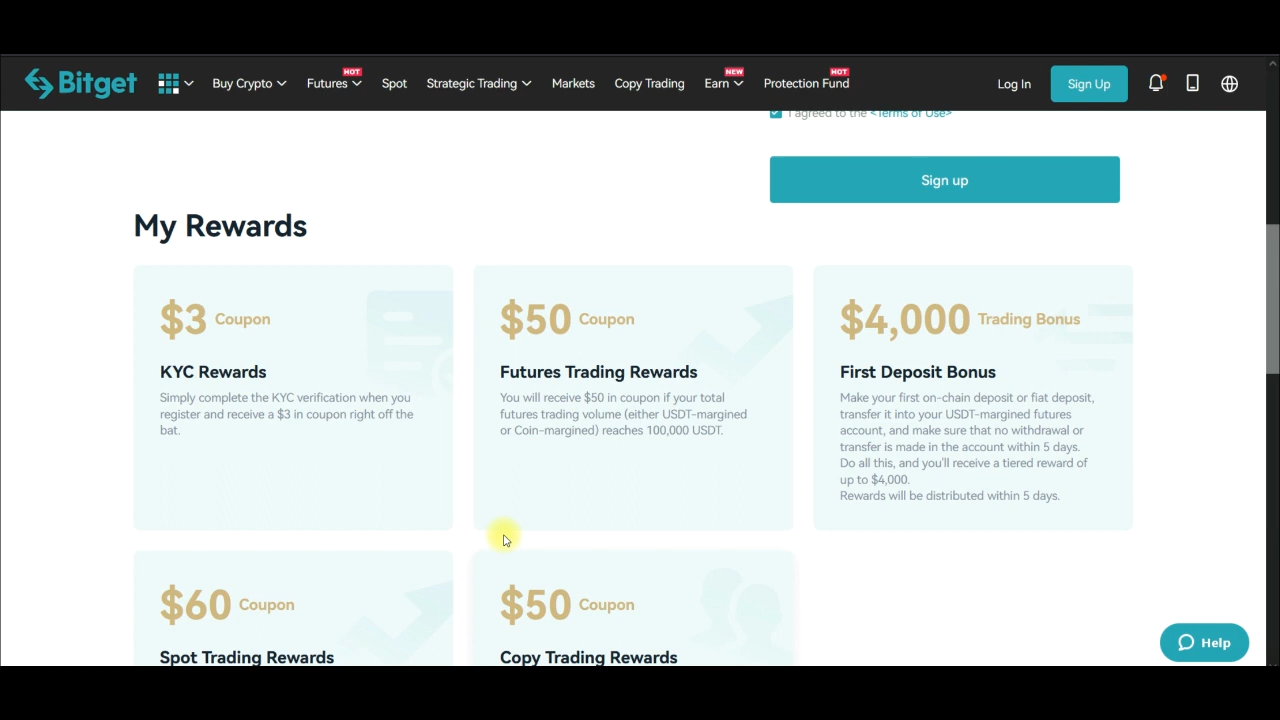 Bitget
Buy Crypto
Futures
HOT
Spot
Strategic Trading
Markets
Copy Trading
Earn
NEW
Protection Fund
HOT
Log In
Sign Up
I agreed to the <Terms of Use>
Sign up
My Rewards
$3 Coupon
KYC Rewards
Simply complete the KYC verification when you
register and receive a $3 in coupon right off the
bat.
$50 Coupon
Futures Trading Rewards
You will receive $50 in coupon if your total
futures trading volume (either USDT-margined
or Coin-margined) reaches 100,000 USDT.
$4,000 Trading Bonus
First Deposit Bonus
Make your first on-chain deposit or fiat deposit,
transfer it into your USDT-margined futures
account, and make sure that no withdrawal or
transfer is made in the account within 5 days.
Do all this, and you'll receive a tiered reward of
up to $4,000.
Rewards will be distributed within 5 days.
$60 Coupon
Spot Trading Rewards
$50 Coupon
Copy Trading Rewards
Help